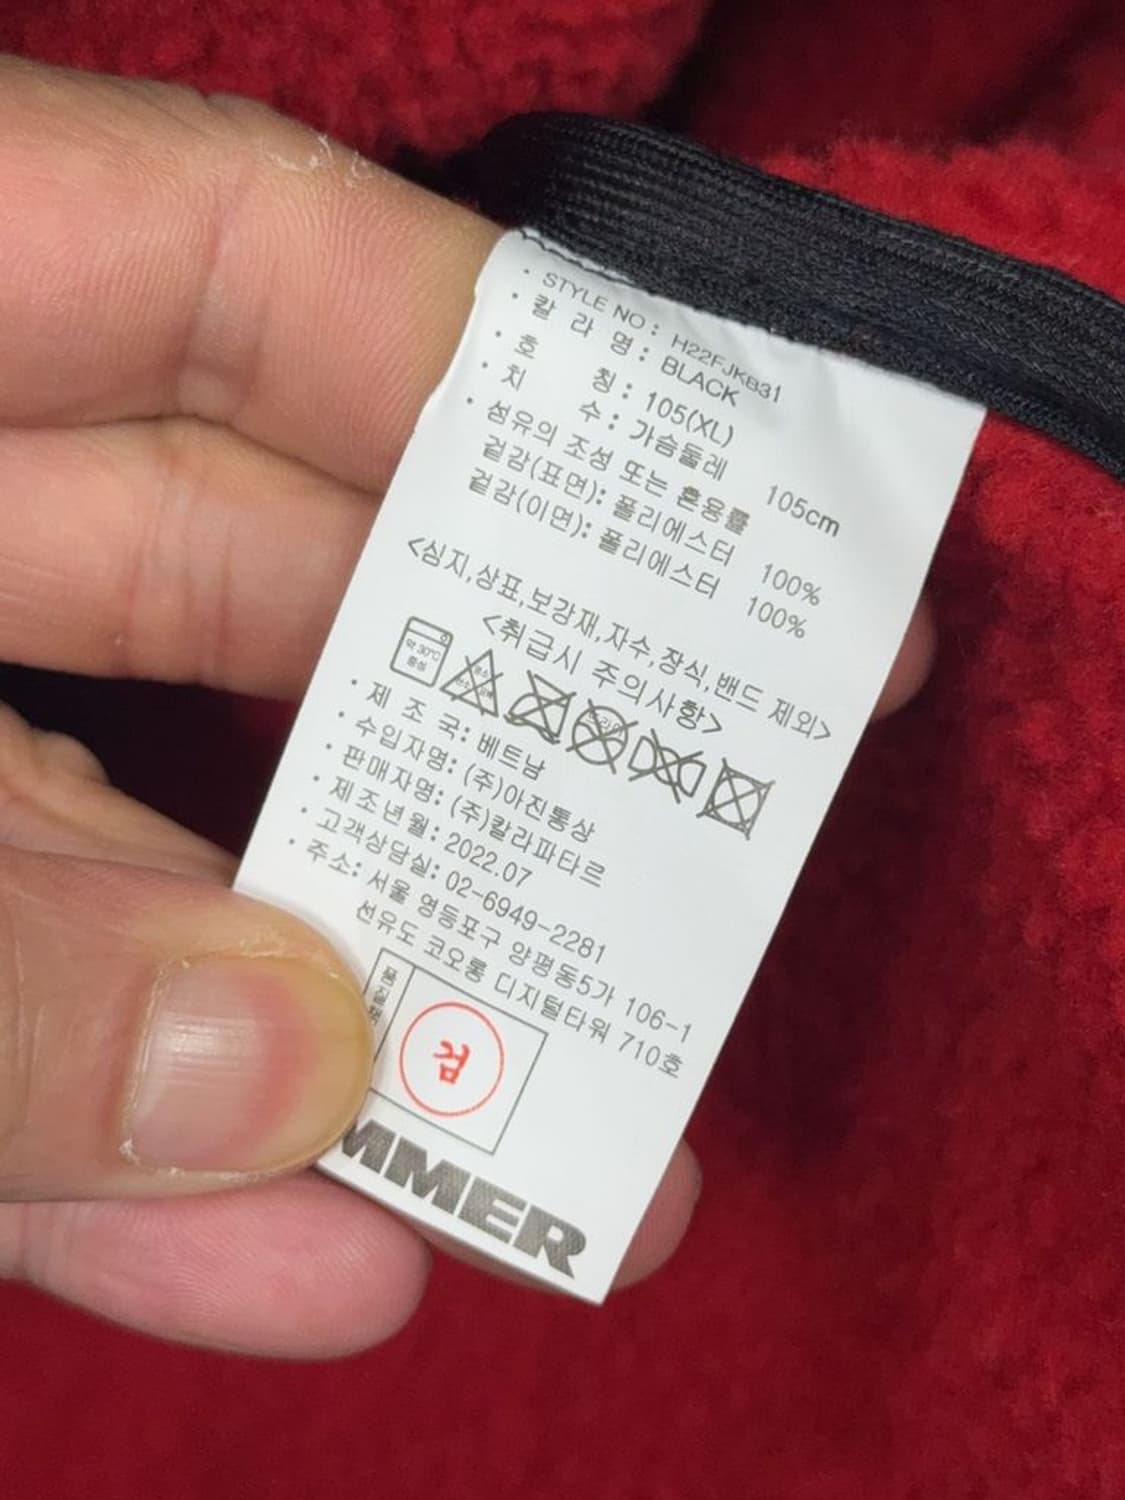 · STYLE NO : H22FJKB31
· 칼 라 명 : BLACK
· 호 칭 : 105(XL)
· 치 수 : 가슴둘레 105cm
· 섬유의 조성 또는 혼용률
겉감(표면): 폴리에스터 100%
겉감(이면): 폴리에스터 100%
<심지,상표,보강재,자수,장식,밴드 제외>
<취급시 주의사항>
약 30℃
중성
· 제 조 국: 베트남
· 수입자명: (주)아진통상
· 판매자명: (주)칼라파타르
· 제조년월: 2022.07
· 고객상담실: 02-6949-2281
· 주소: 서울 영등포구 양평동5가 106-1
선유도 코오롱 디지털타워 710호
검
MMER